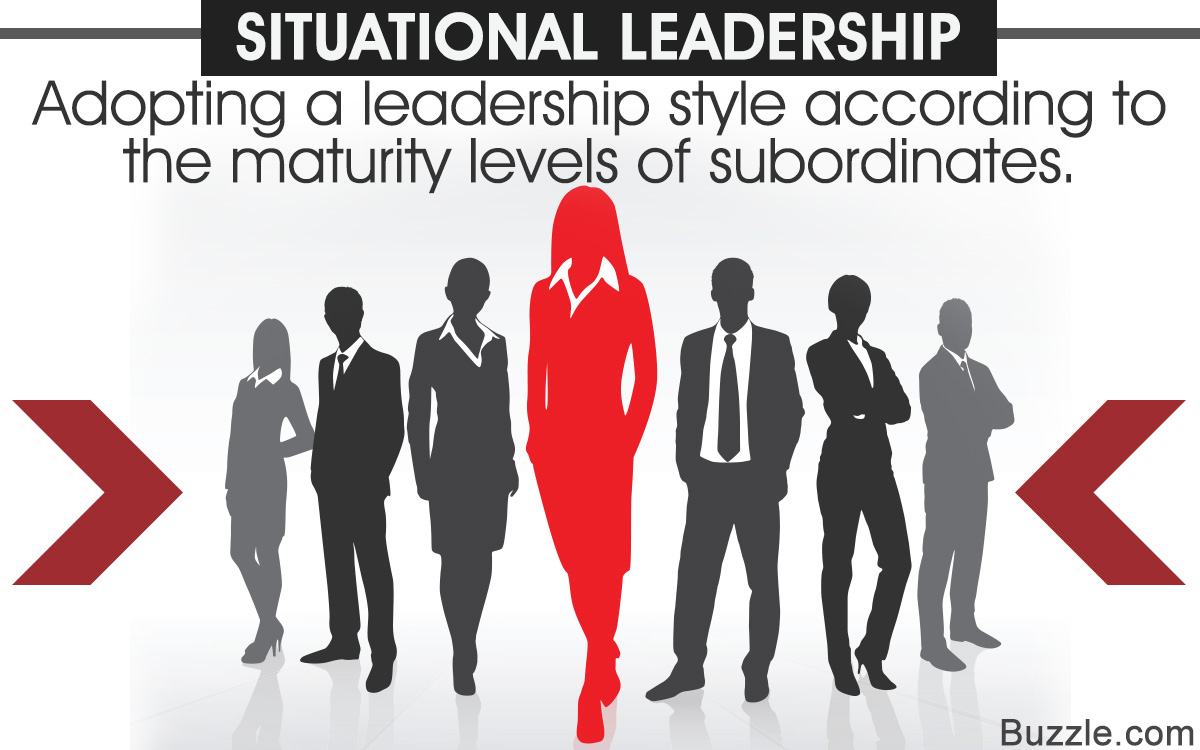 SITUATIONAL LEADERSHIP
Adopting a leadership style according to
the maturity levels of subordinates.
Buzzle.com